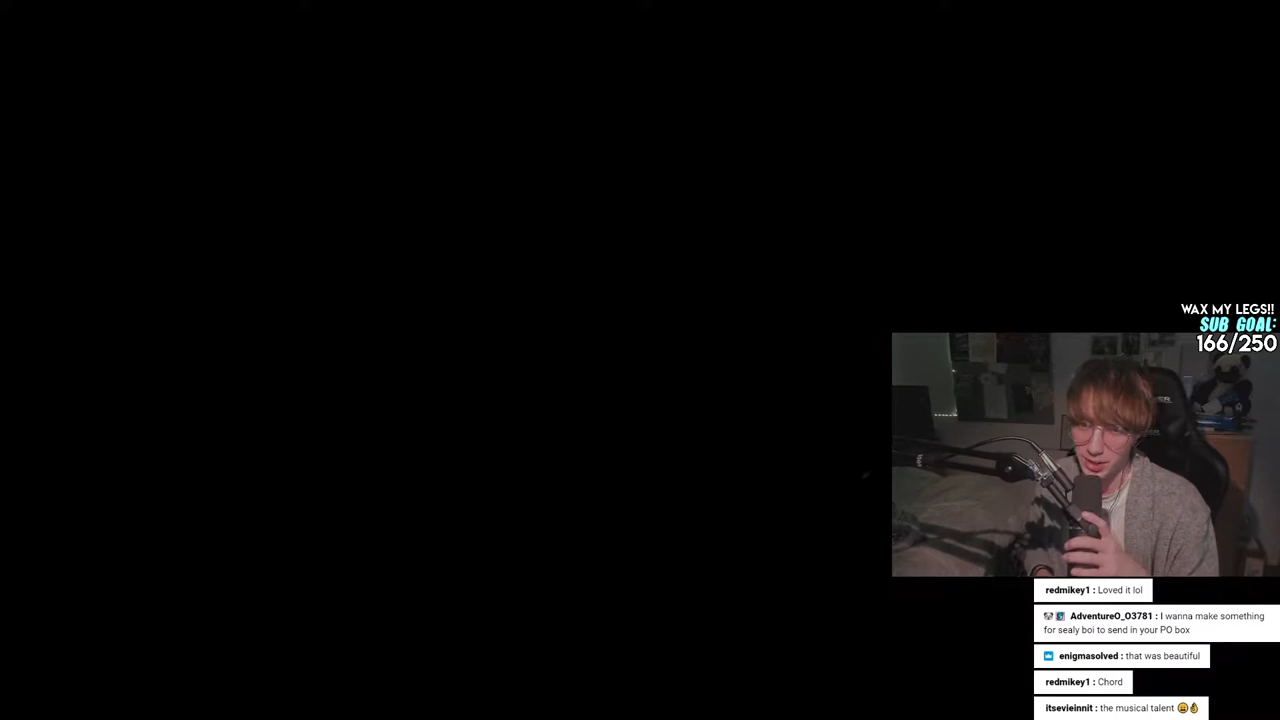 WAX MY LEGS!!
SUB GOAL:
166/250
redmikey1 : Loved it lol
AdventureO_O3781 : I wanna make something
for sealy boi to send in your PO box
enigmasolved : that was beautiful
redmikey1 : Chord
itsevieinnit : the musical talent 😩👌